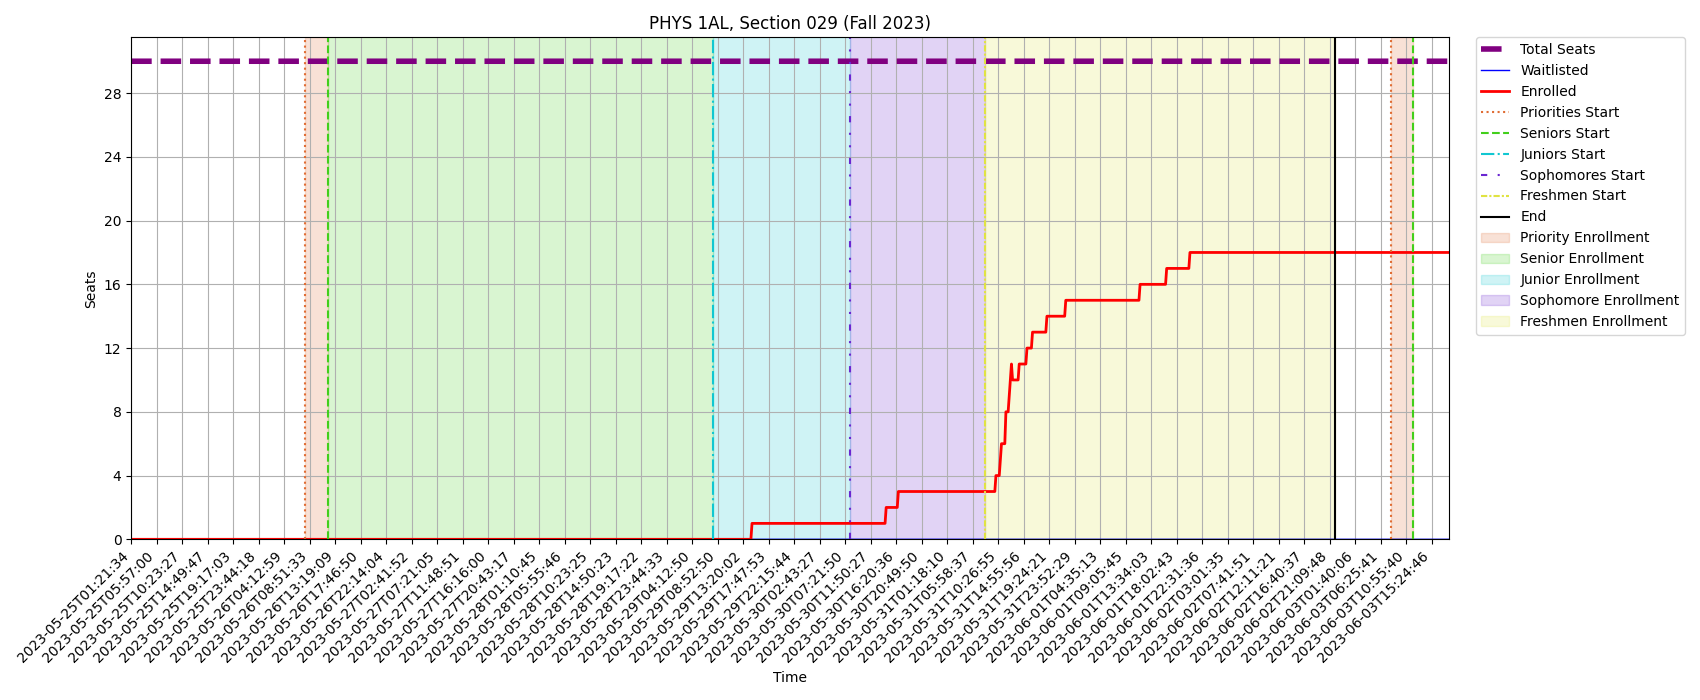 PHYS 1AL, Section 029 (Fall 2023)
Seats
28
24
20
16
12
8
4
0
2023-05-25T01:21:34
2023-05-25T05:57:00
2023-05-25T10:23:27
2023-05-25T14:49:47
2023-05-25T19:17:03
2023-05-25T23:44:18
2023-05-26T04:12:59
2023-05-26T08:51:33
2023-05-26T13:19:09
2023-05-26T17:46:50
2023-05-26T22:14:04
2023-05-27T02:41:52
2023-05-27T07:21:05
2023-05-27T11:48:51
2023-05-27T16:16:00
2023-05-27T20:43:17
2023-05-28T01:10:45
2023-05-28T05:55:46
2023-05-28T10:23:25
2023-05-28T14:50:23
2023-05-28T19:17:22
2023-05-28T23:44:33
2023-05-29T04:12:50
2023-05-29T08:52:50
2023-05-29T13:20:02
2023-05-29T17:47:53
2023-05-29T22:15:44
2023-05-30T02:43:27
2023-05-30T07:21:50
2023-05-30T11:50:27
2023-05-30T16:20:36
2023-05-30T20:49:50
2023-05-31T01:18:10
2023-05-31T05:58:37
2023-05-31T10:26:55
2023-05-31T14:55:56
2023-05-31T19:24:21
2023-05-31T23:52:29
2023-06-01T04:35:13
2023-06-01T09:05:45
2023-06-01T13:34:03
2023-06-01T18:02:43
2023-06-01T22:31:36
2023-06-02T03:01:35
2023-06-02T07:41:51
2023-06-02T12:11:21
2023-06-02T16:40:37
2023-06-02T21:09:48
2023-06-03T01:40:06
2023-06-03T06:25:41
2023-06-03T10:55:40
2023-06-03T15:24:46
Time
Total Seats
Waitlisted
Enrolled
Priorities Start
Seniors Start
Juniors Start
Sophomores Start
Freshmen Start
End
Priority Enrollment
Senior Enrollment
Junior Enrollment
Sophomore Enrollment
Freshmen Enrollment